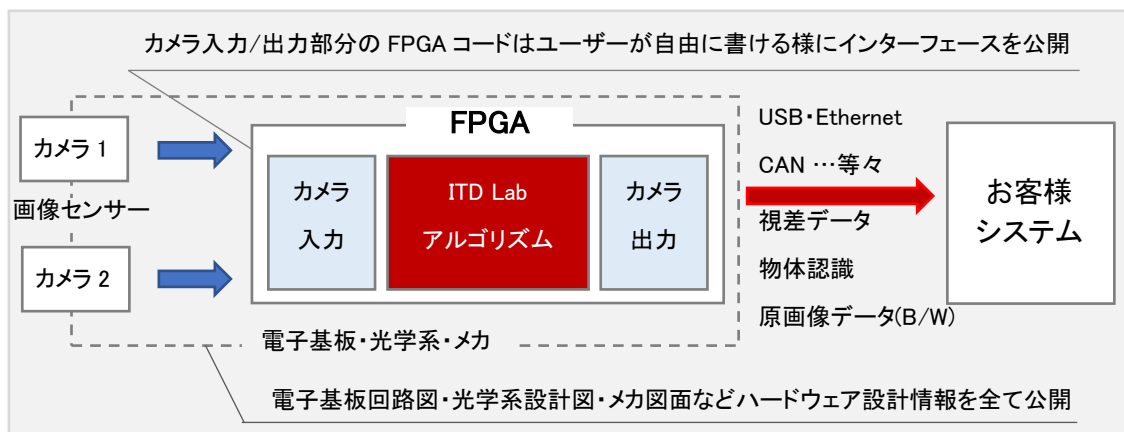 カメラ入力/出力部分の FPGA コードはユーザーが自由に書ける様にインターフェースを公開
カメラ 1
画像センサー
カメラ 2
FPGA
カメラ
入力
ITD Lab
アルゴリズム
カメラ
出力
電子基板・光学系・メカ
USB・Ethernet
CAN …等々
視差データ
物体認識
原画像データ(B/W)
お客様
システム
電子基板回路図・光学系設計図・メカ図面などハードウェア設計情報を全て公開